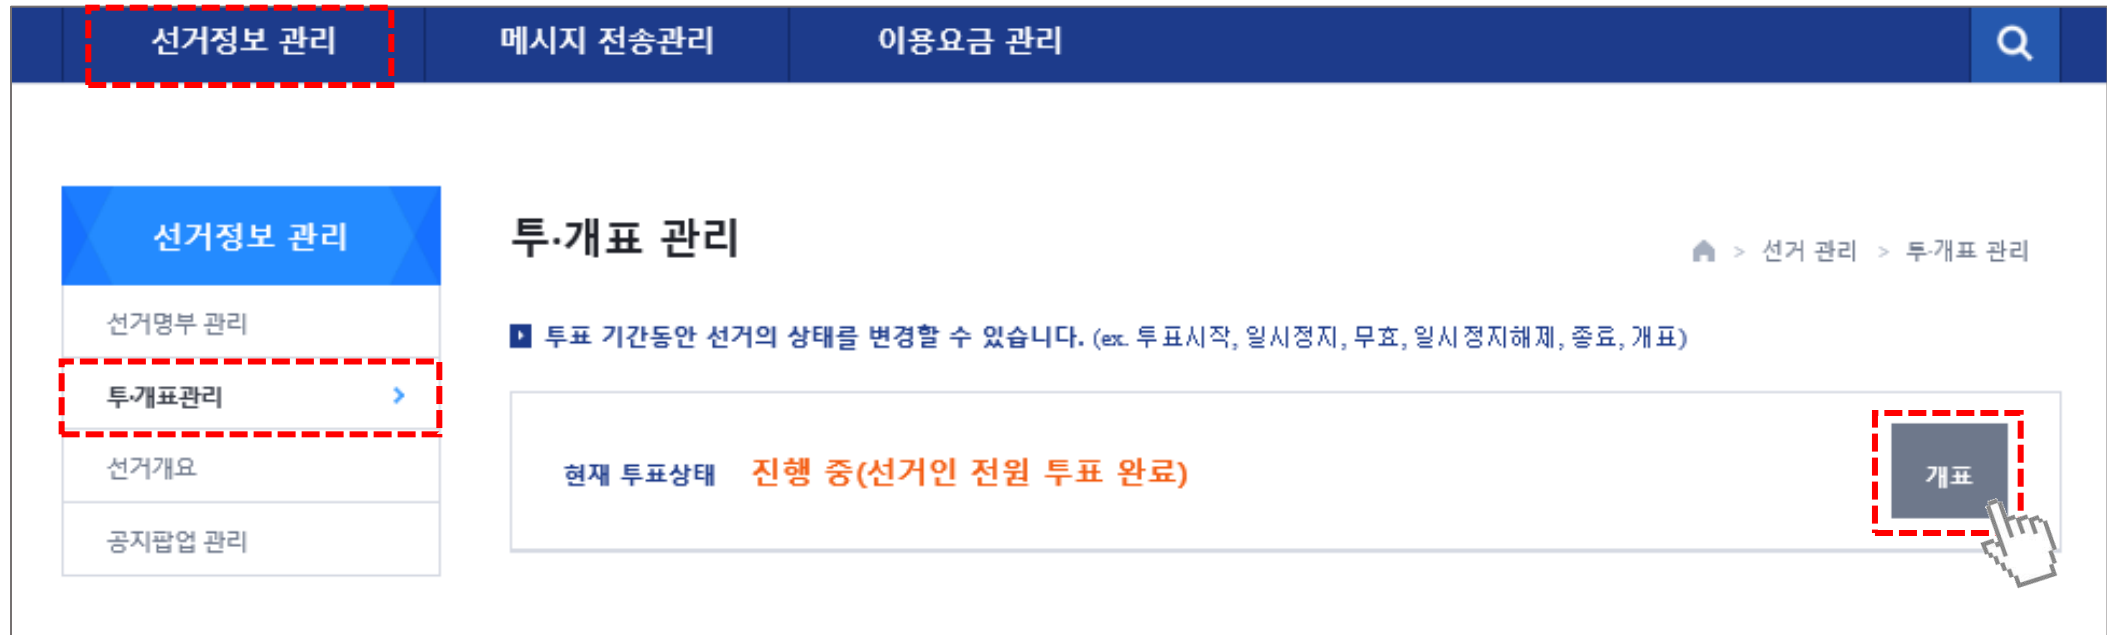 선거정보 관리 메시지 전송관리 이용요금 관리
선거정보 관리
선거명부 관리
투·개표관리
선거개요
공지팝업 관리
투·개표 관리
> 선거 관리 > 투·개표 관리
투표 기간동안 선거의 상태를 변경할 수 있습니다. (ex. 투표시작, 일시정지, 무효, 일시정지해제, 종료, 개표)
현재 투표상태 진행 중(선거인 전원 투표 완료)
개표